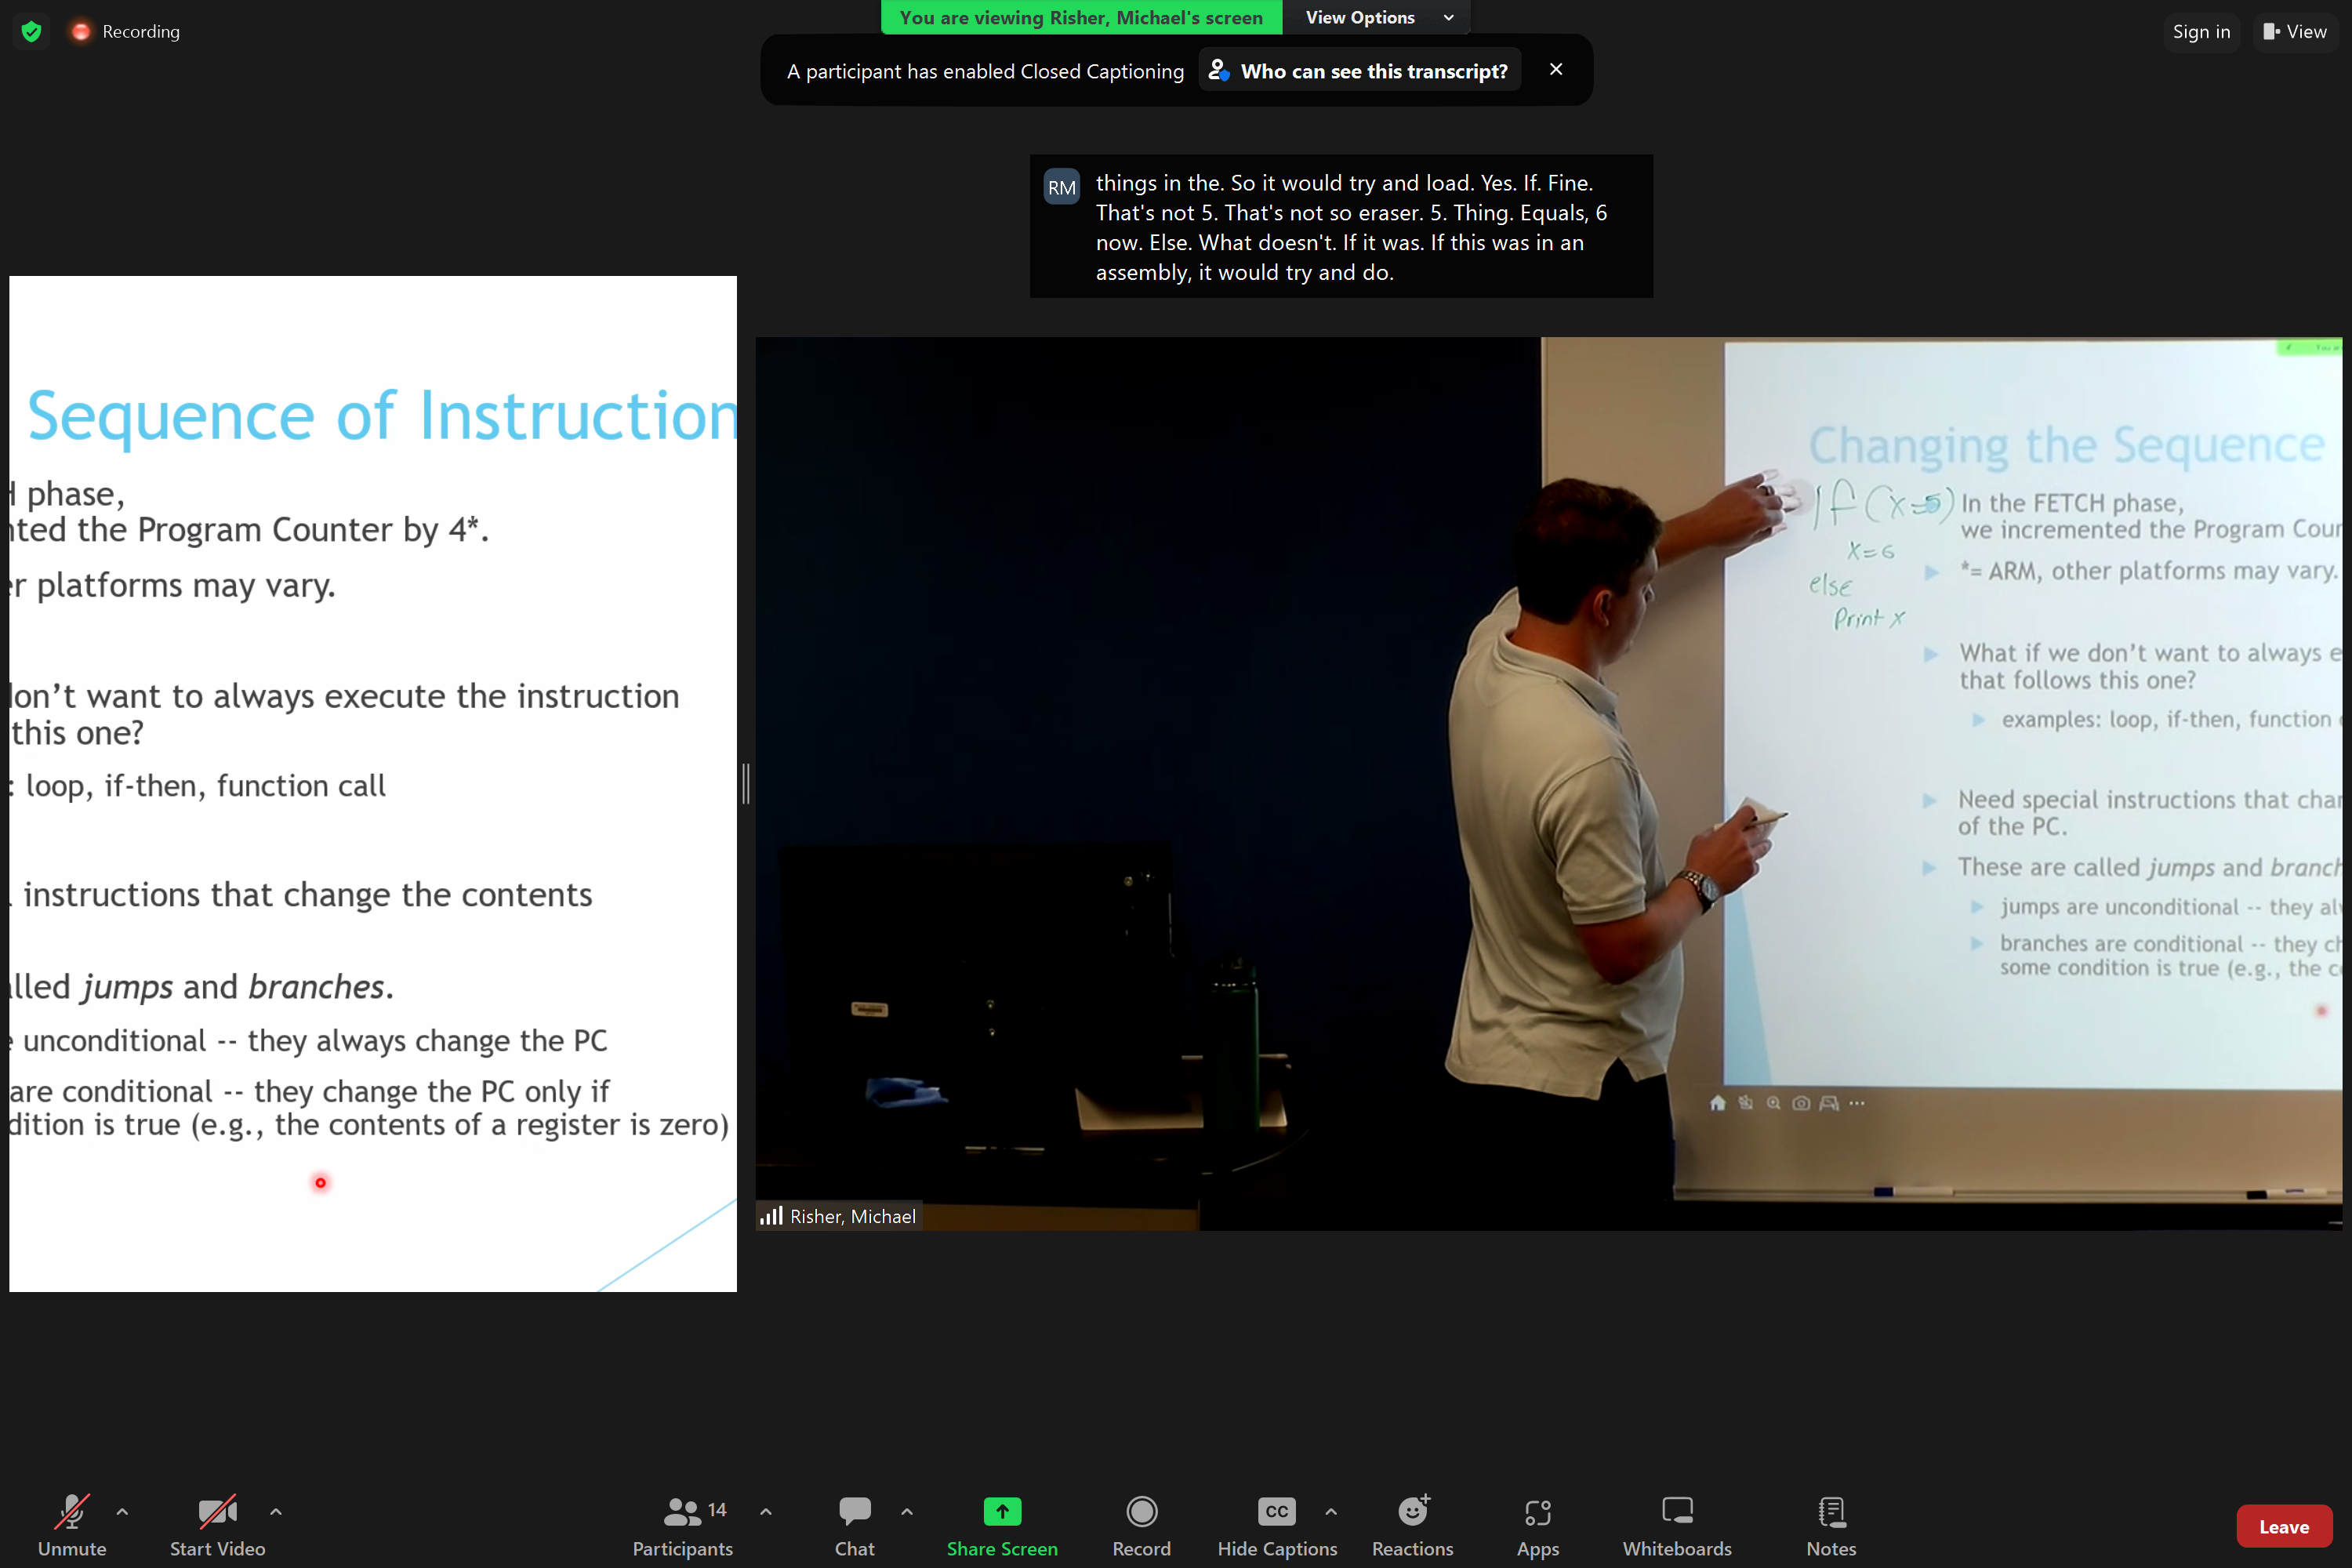 Recording
You are viewing Risher, Michael's screen
View Options
Sign in
View
A participant has enabled Closed Captioning
Who can see this transcript?
RM
things in the. So it would try and load. Yes. If. Fine.
That's not 5. That's not so eraser. 5. Thing. Equals, 6
now. Else. What doesn't. If it was. If this was in an
assembly, it would try and do.
Sequence of Instruction
phase,
the Program Counter by 4*.
platforms may vary.
want to always execute the instruction
this one?
: loop, if-then, function call
instructions that change the contents
jumps and branches.
unconditional -- they always change the PC
are conditional -- they change the PC only if
is true (e.g., the contents of a register is zero)
Changing the Sequence
If (x=5)
x=6
else
Print x
In the FETCH phase,
we incremented the Program
*= ARM, other platforms may vary.
What if we don't want to always
that follows this one?
examples: loop, if-then, function
Need special instructions that
of the PC.
These are called jumps and
jumps are unconditional -- they
branches are conditional -- they
some condition is true (e.g., the
Risher, Michael
Unmute
Start Video
14
Participants
Chat
Share Screen
Record
CC
Hide Captions
Reactions
Apps
Whiteboards
Notes
Leave